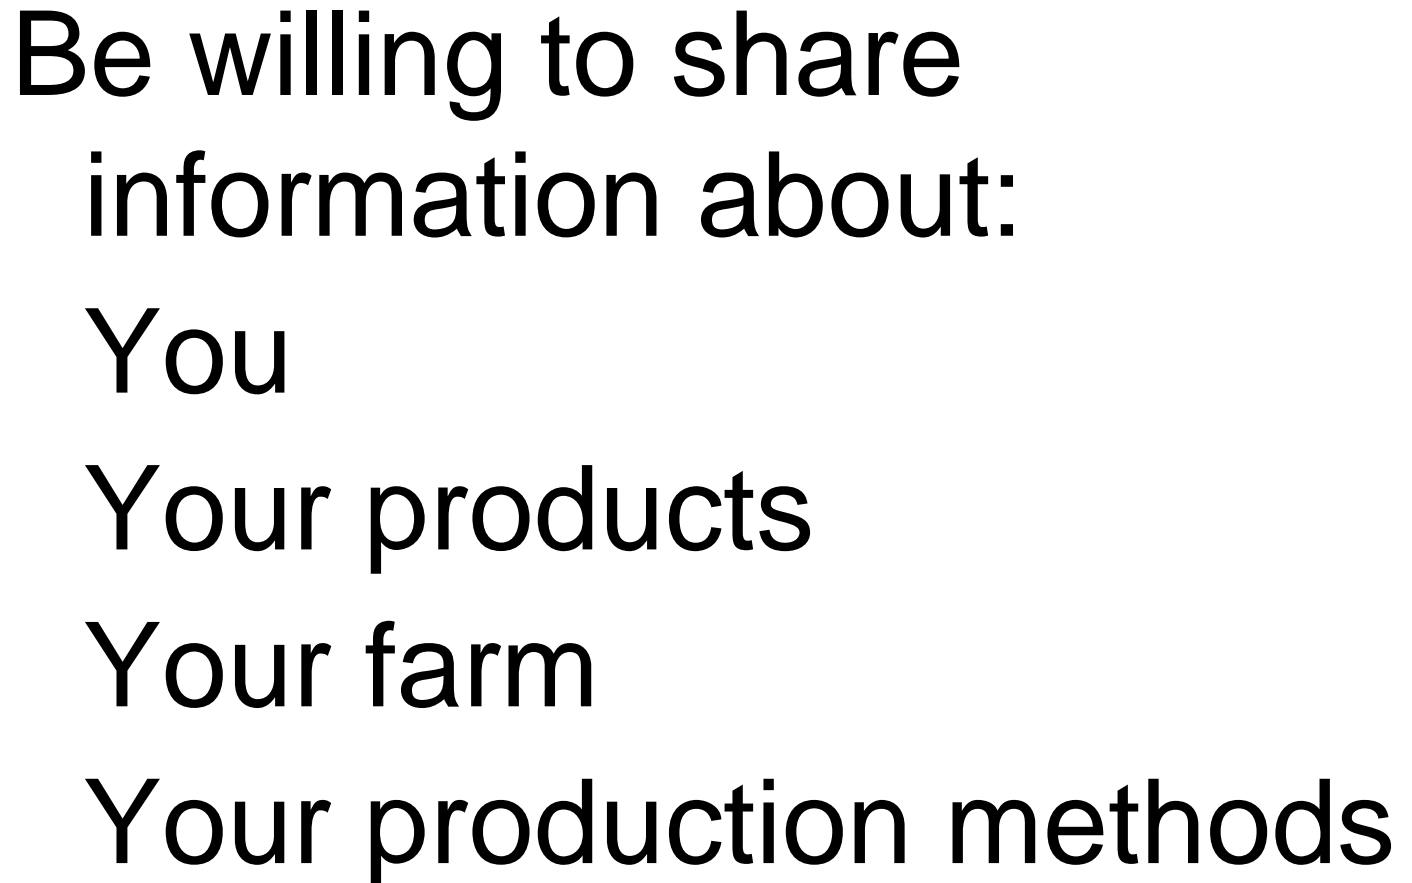 Be willing to share
information about:
You
Your products
Your farm
Your production methods